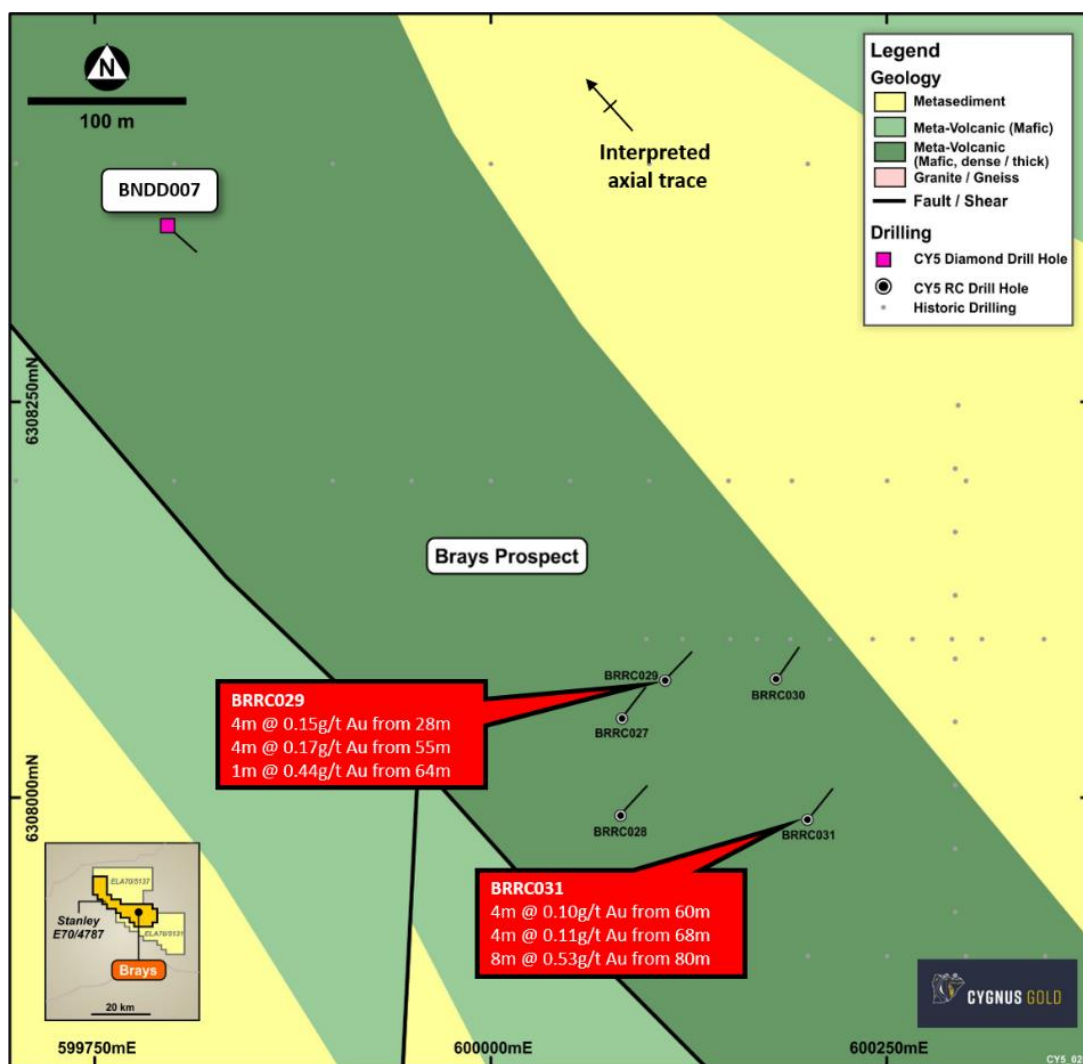 N
100 m
BNDD007
Interpreted
axial trace
Legend
Geology
Metasediment
Meta-Volcanic (Mafic)
Meta-Volcanic
(Mafic, dense / thick)
Granite / Gneiss
Fault / Shear
Drilling
CY5 Diamond Drill Hole
CY5 RC Drill Hole
Historic Drilling
6308250mN
Brays Prospect
BRRC029
BRRC030
BRRC027
BRRC029
4m @ 0.15g/t Au from 28m
4m @ 0.17g/t Au from 55m
1m @ 0.44g/t Au from 64m
6308000mN
BRRC028
BRRC031
BRRC031
4m @ 0.10g/t Au from 60m
4m @ 0.11g/t Au from 68m
8m @ 0.53g/t Au from 80m
ELA70/5137
Stanley
E70/4787
ELA70/5131
Brays
20 km
CYGNUS GOLD
599750mE
600000mE
600250mE